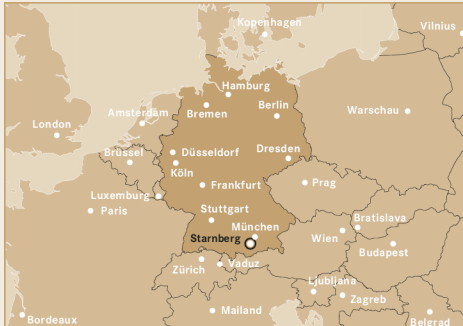 Kopenhagen
Vilnius
Hamburg
Bremen
Berlin
Amsterdam
Warschau
London
Brüssel
Düsseldorf
Dresden
Köln
Frankfurt
Prag
Luxemburg
Paris
Stuttgart
Bratislava
München
Starnberg
Wien
Budapest
Zürich
Vaduz
Ljubljana
Zagreb
Mailand
Bordeaux
Belgrad